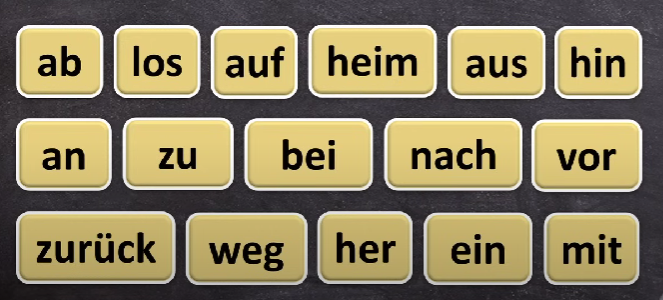 ab los auf heim aus hin
an zu bei nach vor
zurück weg her ein mit